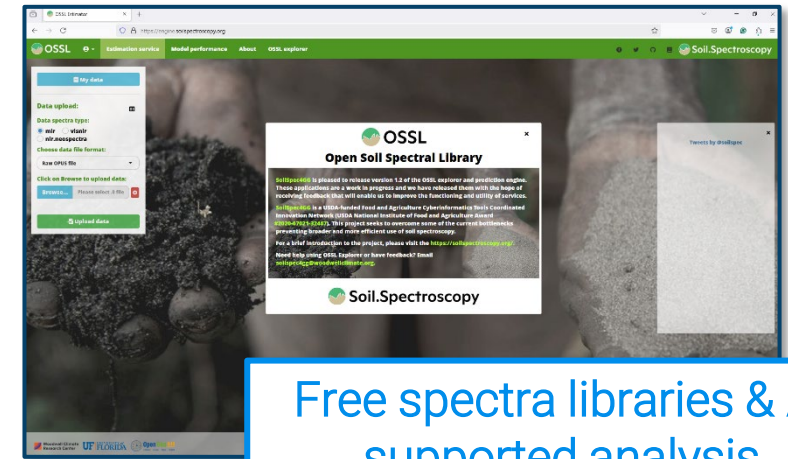 OSSL Estimator
engine.soilspectroscopy.org
OSSL
Estimation service
Model performance
About
OSSL explorer
Soil.Spectroscopy
My data
Data upload:
Data spectra type:
mir visnir
nir.neospectra
Choose data file format:
Raw OPUS file
Click on Browse to upload data:
Browse... Please select .0 file
Upload data
OSSL
Open Soil Spectral Library
SoilSpec4GG is pleased to release version 1.2 of the OSSL explorer and prediction engine.
These applications are a work in progress and we have released them with the hope of
receiving feedback that will enable us to improve the functioning and utility of services.
SoilSpec4GG is a USDA-funded Food and Agriculture Cyberinformatics Tools Coordinated
Innovation Network (USDA National Institute of Food and Agriculture Award
#2020-67021-32467). This project seeks to overcome some of the current bottlenecks
preventing broader and more efficient use of soil spectroscopy.
For a brief introduction to the project, please visit the https://soilspectroscopy.org/.
Need help using OSSL Explorer or have feedback? Email
soilspec4gg@woodwellclimate.org.
Soil.Spectroscopy
Tweets by @soilspec
Woodwell Climate
Research Center
UF FLORIDA
Free spectra libraries &
supported analysis